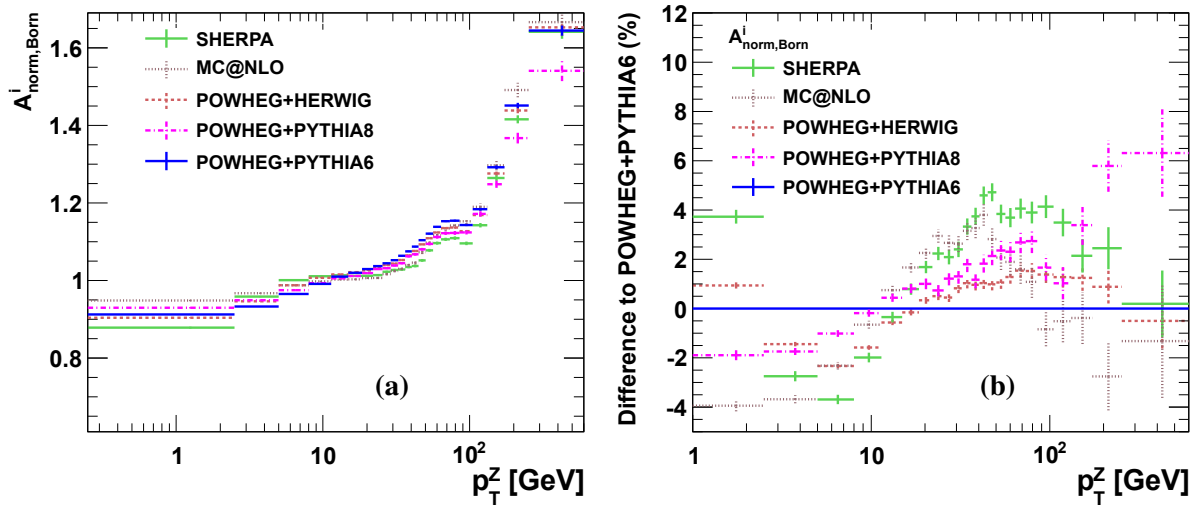 A^i_norm,Born
1.6
1.4
1.2
1
0.8
SHERPA
MC@NLO
POWHEG+HERWIG
POWHEG+PYTHIA8
POWHEG+PYTHIA6
(a)
1 10 10^2
p_T^Z [GeV]
Difference to POWHEG+PYTHIA6 (%)
12
10
8
6
4
2
0
-2
-4
A^i_norm,Born
SHERPA
MC@NLO
POWHEG+HERWIG
POWHEG+PYTHIA8
POWHEG+PYTHIA6
(b)
1 10 10^2
p_T^Z [GeV]